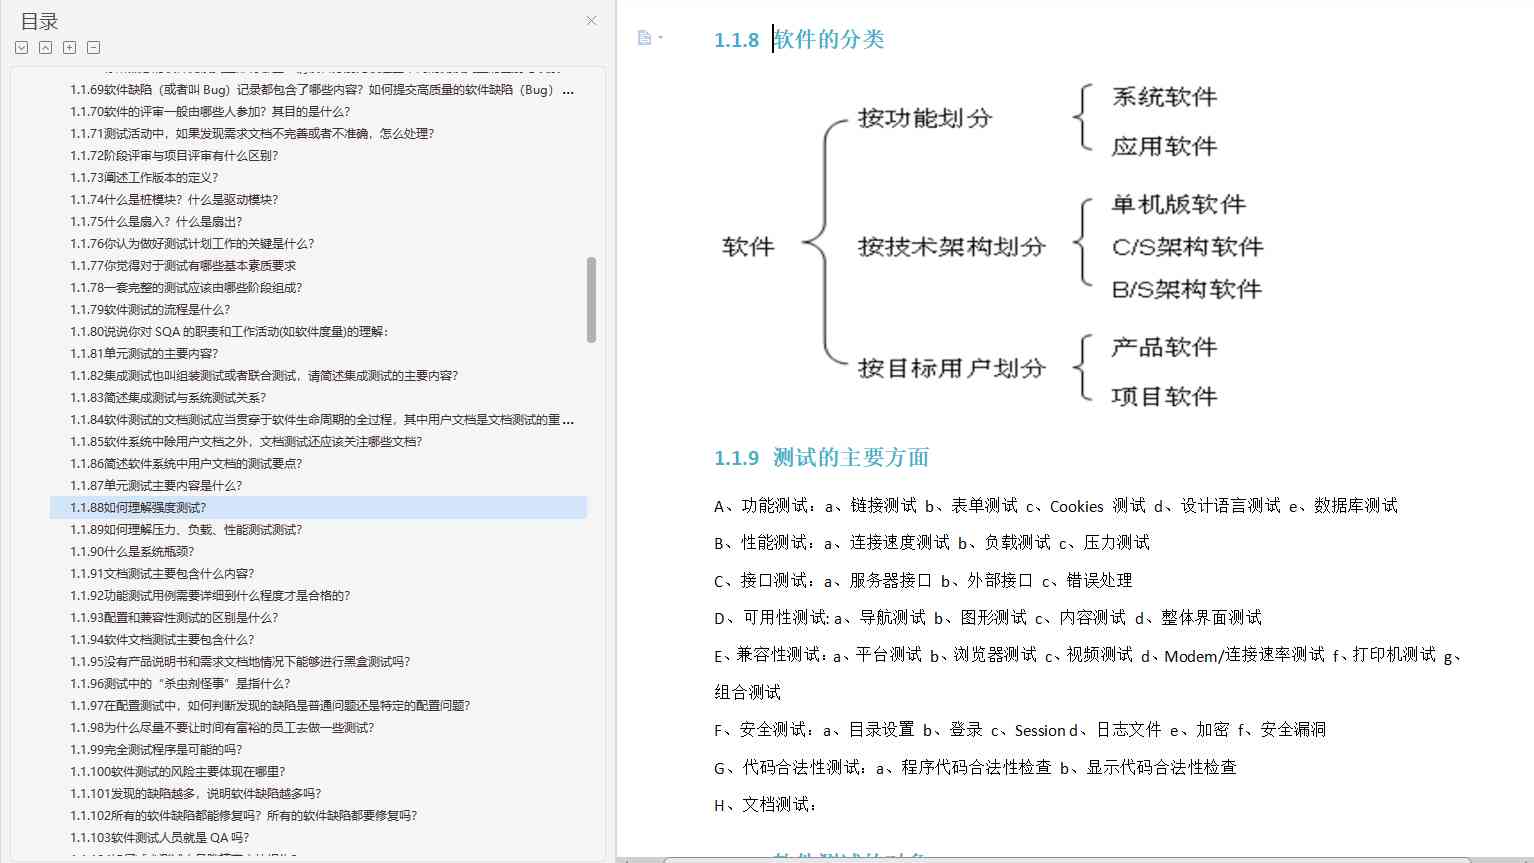 目录
1.1.69软件缺陷（或者叫 Bug）记录都包含了哪些内容？如何提交高质量的软件缺陷（Bug） ...
1.1.70软件的评审一般由哪些人参加？其目的是什么？
1.1.71测试活动中，如果发现需求文档不完善或者不准确，怎么处理？
1.1.72阶段评审与项目评审有什么区别？
1.1.73阐述工作版本的定义？
1.1.74什么是桩模块？什么是驱动模块？
1.1.75什么是扇入？什么是扇出？
1.1.76你认为做好测试计划工作的关键是什么？
1.1.77你觉得对于测试有哪些基本素质要求
1.1.78一套完整的测试应该由哪些阶段组成？
1.1.79软件测试的流程是什么？
1.1.80说说你对 SQA 的职责和工作活动(如软件度量)的理解：
1.1.81单元测试的主要内容？
1.1.82集成测试也叫组装测试或者联合测试，请简述集成测试的主要内容？
1.1.83简述集成测试与系统测试关系？
1.1.84软件测试的文档测试应当贯穿于软件生命周期的全过程，其中用户文档是文档测试的重 ...
1.1.85软件系统中除用户文档之外，文档测试还应该关注哪些文档？
1.1.86简述软件系统中用户文档的测试要点？
1.1.87单元测试主要内容是什么？
1.1.88如何理解强度测试？
1.1.89如何理解压力、负载、性能测试测试？
1.1.90什么是系统瓶颈？
1.1.91文档测试主要包含什么内容？
1.1.92功能测试用例需要详细到什么程度才是合格的？
1.1.93配置和兼容性测试的区别是什么？
1.1.94软件文档测试主要包含什么？
1.1.95没有产品说明书和需求文档地情况下能够进行黑盒测试吗？
1.1.96测试中的“杀虫剂怪事”是指什么？
1.1.97在配置测试中，如何判断发现的缺陷是普通问题还是特定的配置问题？
1.1.98为什么尽量不要让时间有富裕的员工去做一些测试？
1.1.99完全测试程序是可能的吗？
1.1.100软件测试的风险主要体现在哪里？
1.1.101发现的缺陷越多，说明软件缺陷越多吗？
1.1.102所有的软件缺陷都能修复吗？所有的软件缺陷都要修复吗？
1.1.103软件测试人员就是 QA 吗？
1.1.8 软件的分类
系统软件
按功能划分
应用软件
单机版软件
软件 按技术架构划分 C/S架构软件
B/S架构软件
产品软件
按目标用户划分
项目软件
1.1.9 测试的主要方面
A、功能测试：a、链接测试 b、表单测试 c、Cookies 测试 d、设计语言测试 e、数据库测试
B、性能测试：a、连接速度测试 b、负载测试 c、压力测试
C、接口测试：a、服务器接口 b、外部接口 c、错误处理
D、可用性测试: a、导航测试 b、图形测试 c、内容测试 d、整体界面测试
E、兼容性测试：a、平台测试 b、浏览器测试 c、视频测试 d、Modem/连接速率测试 f、打印机测试 g、
组合测试
F、安全测试：a、目录设置 b、登录 c、Session d、日志文件 e、加密 f、安全漏洞
G、代码合法性测试：a、程序代码合法性检查 b、显示代码合法性检查
H、文档测试：